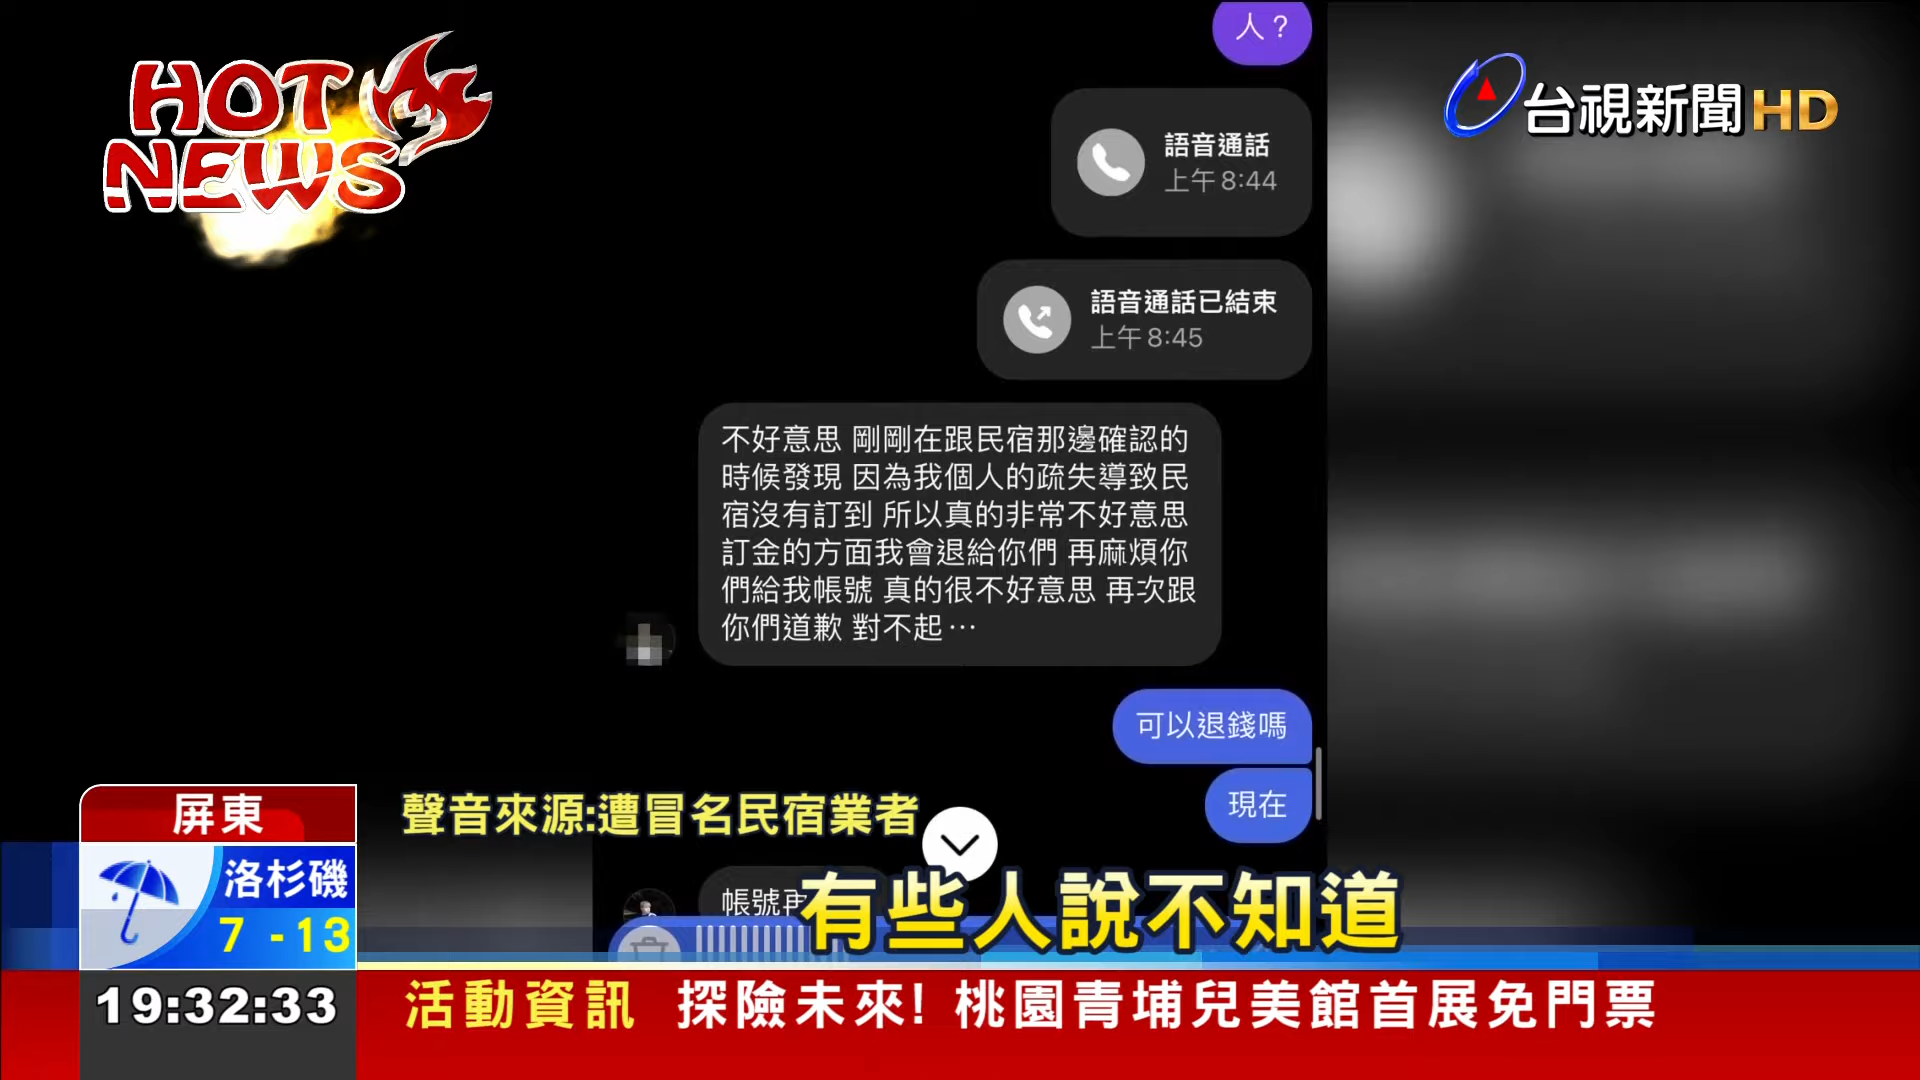 人？
HOT
NEWS
台視新聞HD
語音通話
上午8:44
語音通話已結束
上午8:45
不好意思 剛剛在跟民宿那邊確認的
時候發現 因為我個人的疏失導致民
宿沒有訂到 所以真的非常不好意思
訂金的方面我會退給你們 再麻煩你
們給我帳號 真的很不好意思 再次跟
你們道歉 對不起…
可以退錢嗎
現在
聲音來源:遭冒名民宿業者
帳號再
有些人說不知道
屏東
洛杉磯
7 - 13
19:32:33
活動資訊 探險未來! 桃園青埔兒美館首展免門票